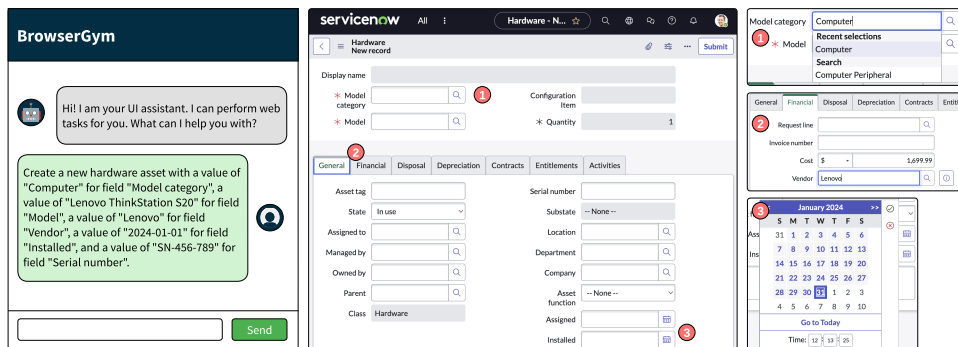 BrowserGym
Hi! I am your UI assistant. I can perform web
tasks for you. What can I help you with?
Create a new hardware asset with a value of
"Computer" for field "Model category", a
value of "Lenovo ThinkStation S20" for field
"Model", a value of "Lenovo" for field
"Vendor", a value of "2024-01-01" for field
"Installed", and a value of "SN-456-789" for
field "Serial number".
Send
servicenow All Hardware - N...
Hardware
New record
Submit
Display name
Model
category
1
Configuration
Item
Model
Quantity 1
2
General Financial Disposal Depreciation Contracts Entitlements Activities
Asset tag Serial number
State In use Substate -- None --
Assigned to Location
Managed by Department
Owned by Company
Parent Asset
function
-- None --
Class Hardware Assigned
Installed 3
Model category Computer
1 Recent selections
Model Computer
Search
Computer Peripheral
General Financial Disposal Depreciation Contracts
2 Request line
Invoice number
Cost $ 1,699.99
Vendor Lenovo
3 January 2024 >>
S M T W T F S
31 1 2 3 4 5 6
7 8 9 10 11 12 13
14 15 16 17 18 19 20
21 22 23 24 25 26 27
28 29 30 31 1 2 3
4 5 6 7 8 9 10
Go to Today
Time: 12 : 13 : 25